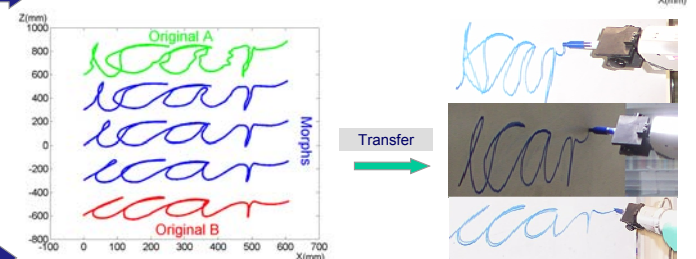 X(mm)
Z(mm)
1000
800
600
400
200
0
-200
-400
-600
-800
-100 0 100 200 300 400 500 600 700
X(mm)
Original A
icar
icar
icar
icar
icar
Original B
Morphs
Transfer
icar
icar
icar